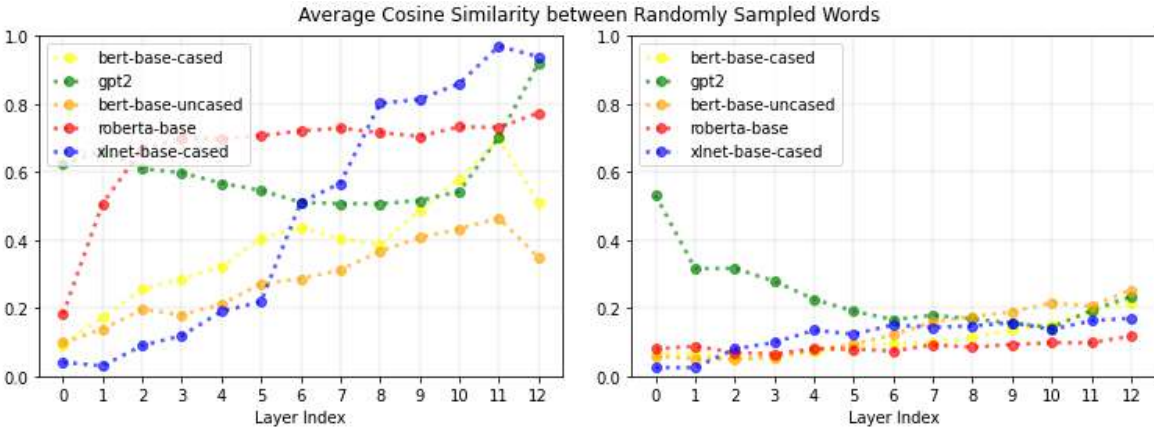 Average Cosine Similarity between Randomly Sampled Words
1.0
0.8
0.6
0.4
0.2
0.0
bert-base-cased
gpt2
bert-base-uncased
roberta-base
xlnet-base-cased
0 1 2 3 4 5 6 7 8 9 10 11 12
Layer Index
1.0
0.8
0.6
0.4
0.2
0.0
bert-base-cased
gpt2
bert-base-uncased
roberta-base
xlnet-base-cased
0 1 2 3 4 5 6 7 8 9 10 11 12
Layer Index